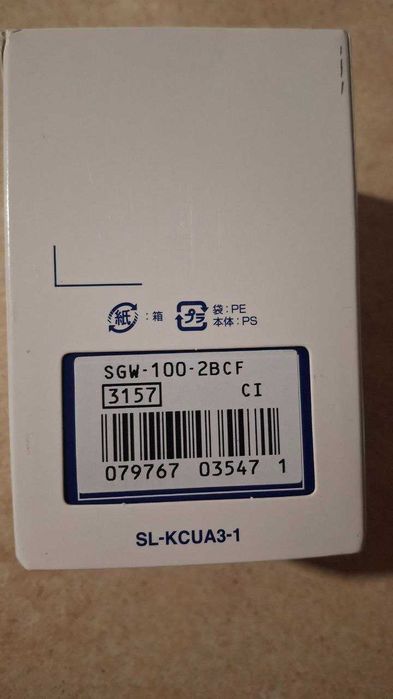 紙 : 箱
プラ 袋 : PE
本体 : PS
SGW-100-2BCF
3157 CI
079767 03547 1
SL-KCUA3-1